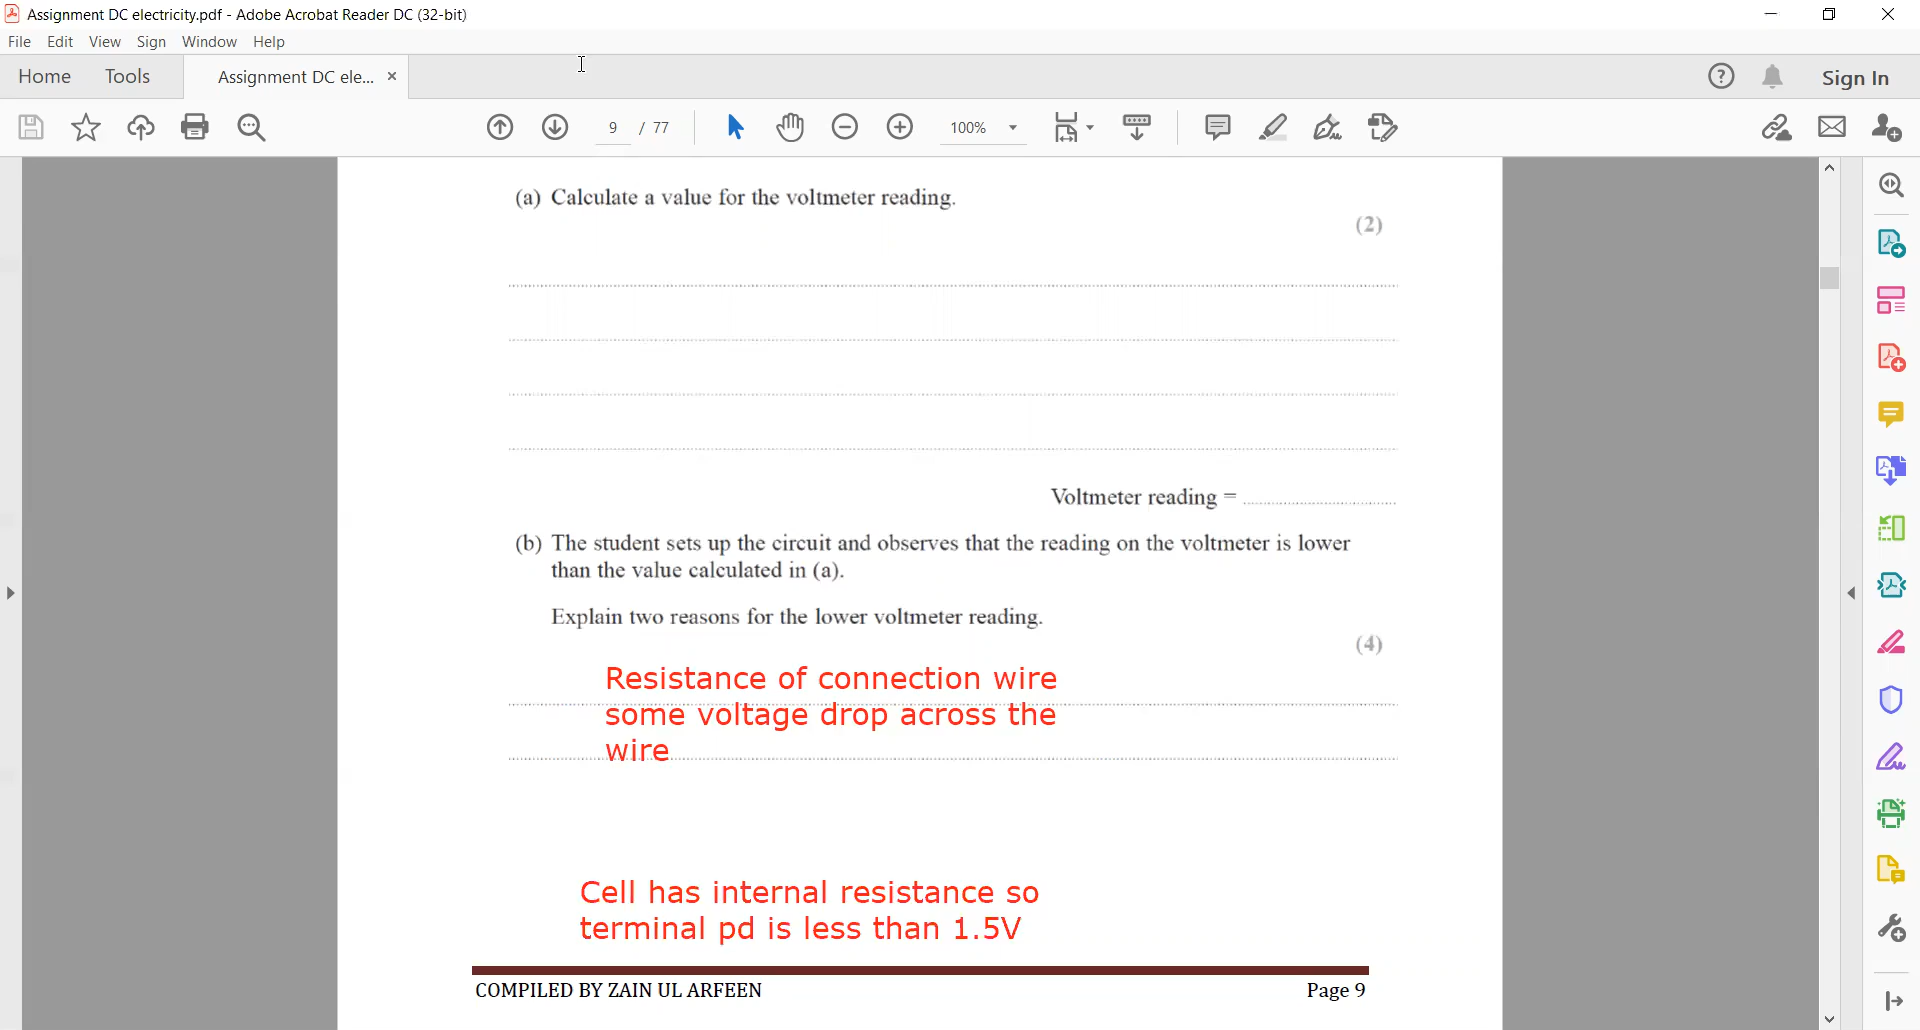 Assignment DC electricity.pdf - Adobe Acrobat Reader DC (32-bit)
File Edit View Sign Window Help
Home Tools Assignment DC ele... × Sign In
9 / 77 100%
(a) Calculate a value for the voltmeter reading.
(2)
Voltmeter reading =
(b) The student sets up the circuit and observes that the reading on the voltmeter is lower
than the value calculated in (a).
Explain two reasons for the lower voltmeter reading.
(4)
Resistance of connection wire
some voltage drop across the
wire
Cell has internal resistance so
terminal pd is less than 1.5V
COMPILED BY ZAIN UL ARFEEN Page 9